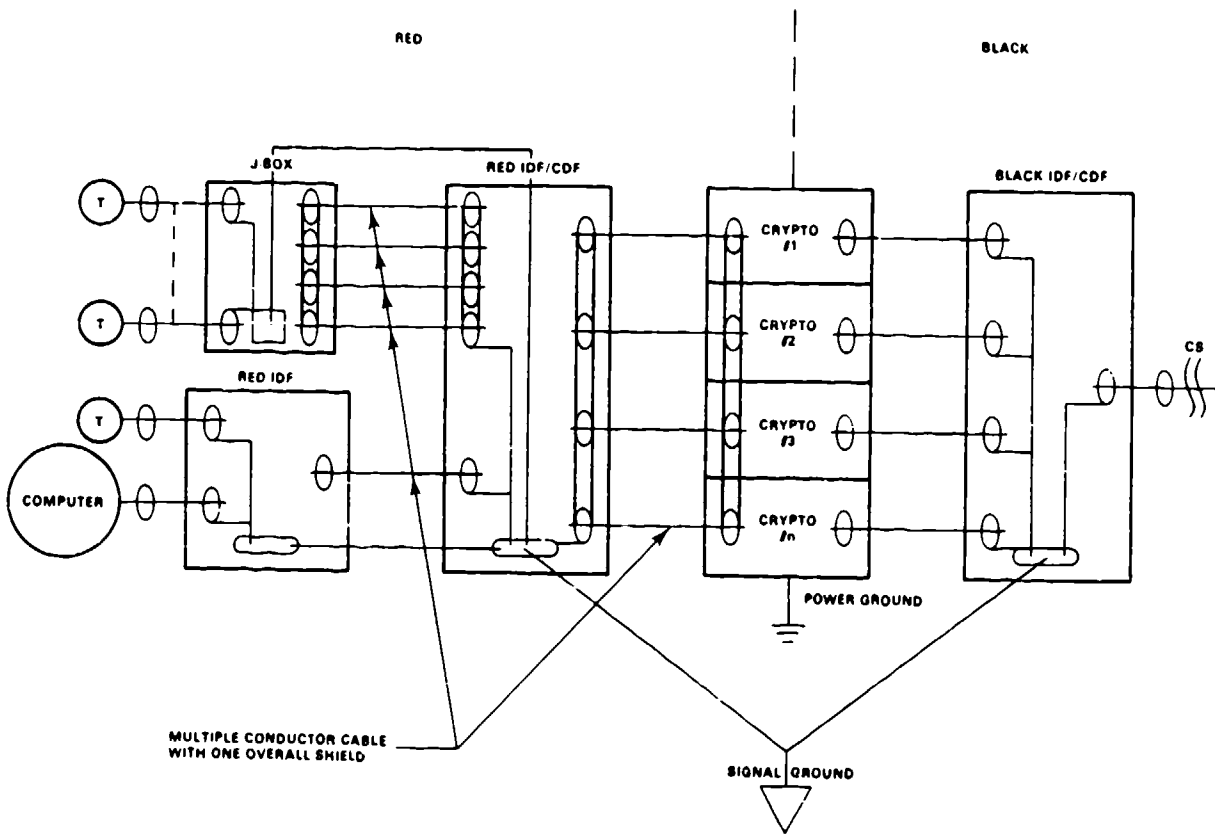 RED
BLACK
J-BOX
RED IDF/CDF
BLACK IDF/CDF
T
T
CRYPTO
#1
CRYPTO
#2
CS
RED IDF
T
COMPUTER
CRYPTO
#3
CRYPTO
#n
POWER GROUND
MULTIPLE CONDUCTOR CABLE
WITH ONE OVERALL SHIELD
SIGNAL GROUND